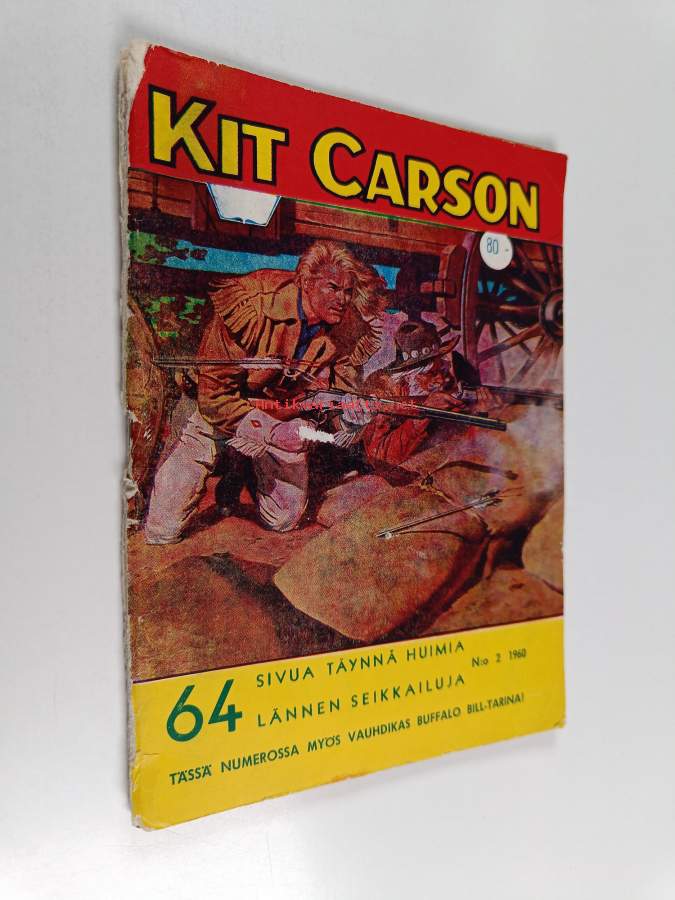 KIT CARSON
80 -
64 SIVUA TÄYNNÄ HUIMIA
LÄNNEN SEIKKAILUJA
N:o 2 1960
TÄSSÄ NUMEROSSA MYÖS VAUHDIKAS BUFFALO BILL-TARINA!